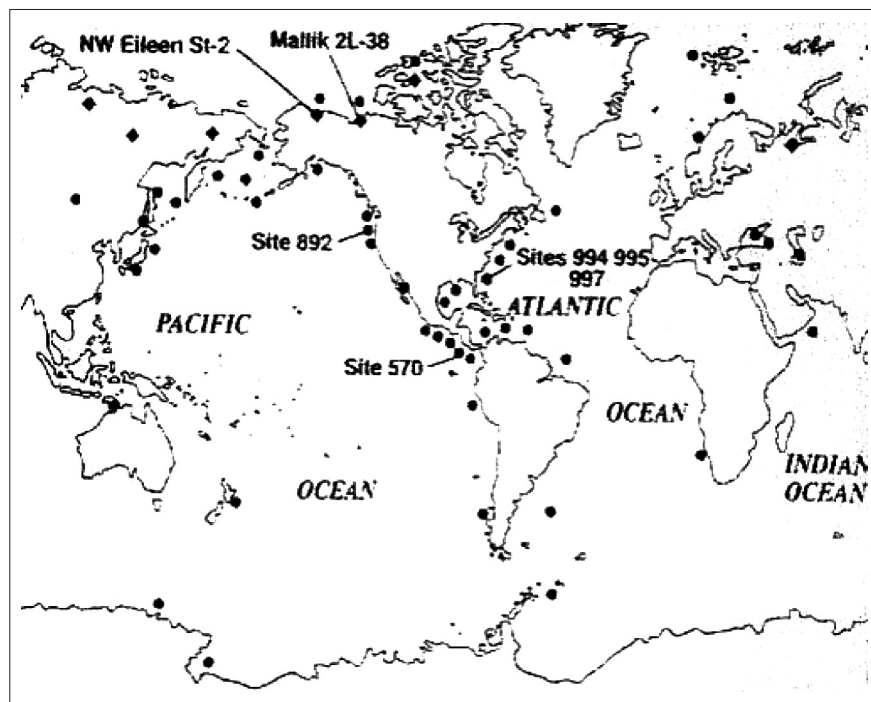 NW Eileen St-2
Mallik 2L-38
Site 892
Sites 994 995
997
ATLANTIC
PACIFIC
Site 570
OCEAN
INDIAN
OCEAN
OCEAN